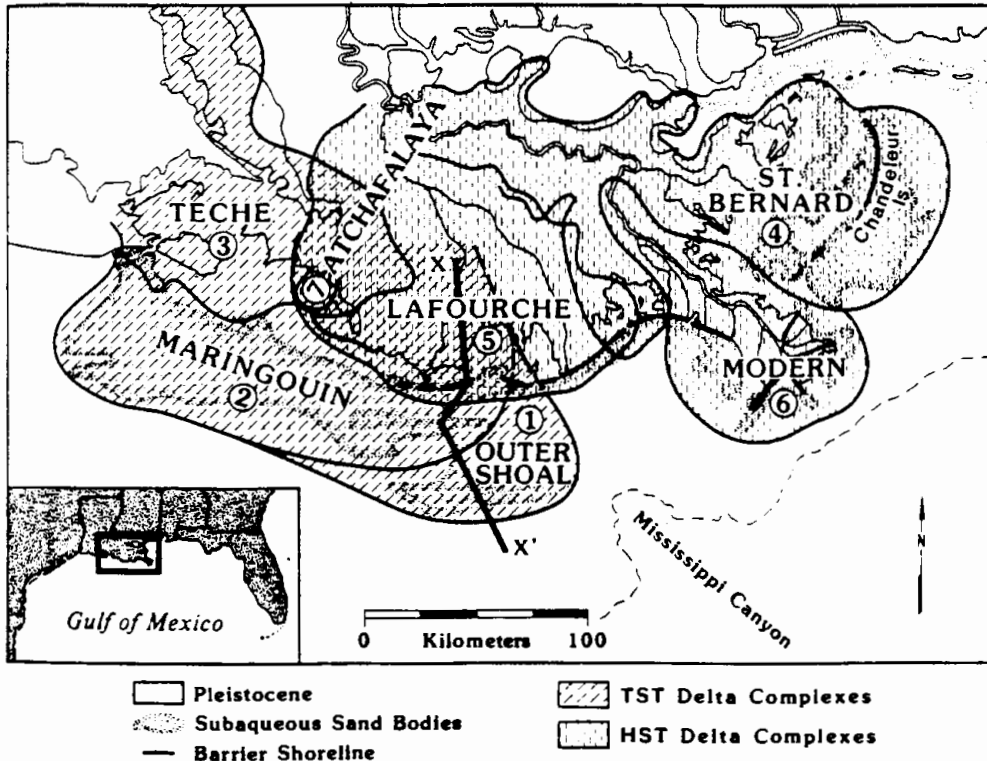 ATCHAFALAYA
TECHE
3
7
ST.
BERNARD
4
Chandeleur
Is
X
LAFOURCHE
5
MARINGOUIN
2
MODERN
6
1
OUTER
SHOAL
X'
Mississippi Canyon
N
Gulf of Mexico
0 Kilometers 100
Pleistocene
Subaqueous Sand Bodies
Barrier Shoreline
TST Delta Complexes
HST Delta Complexes